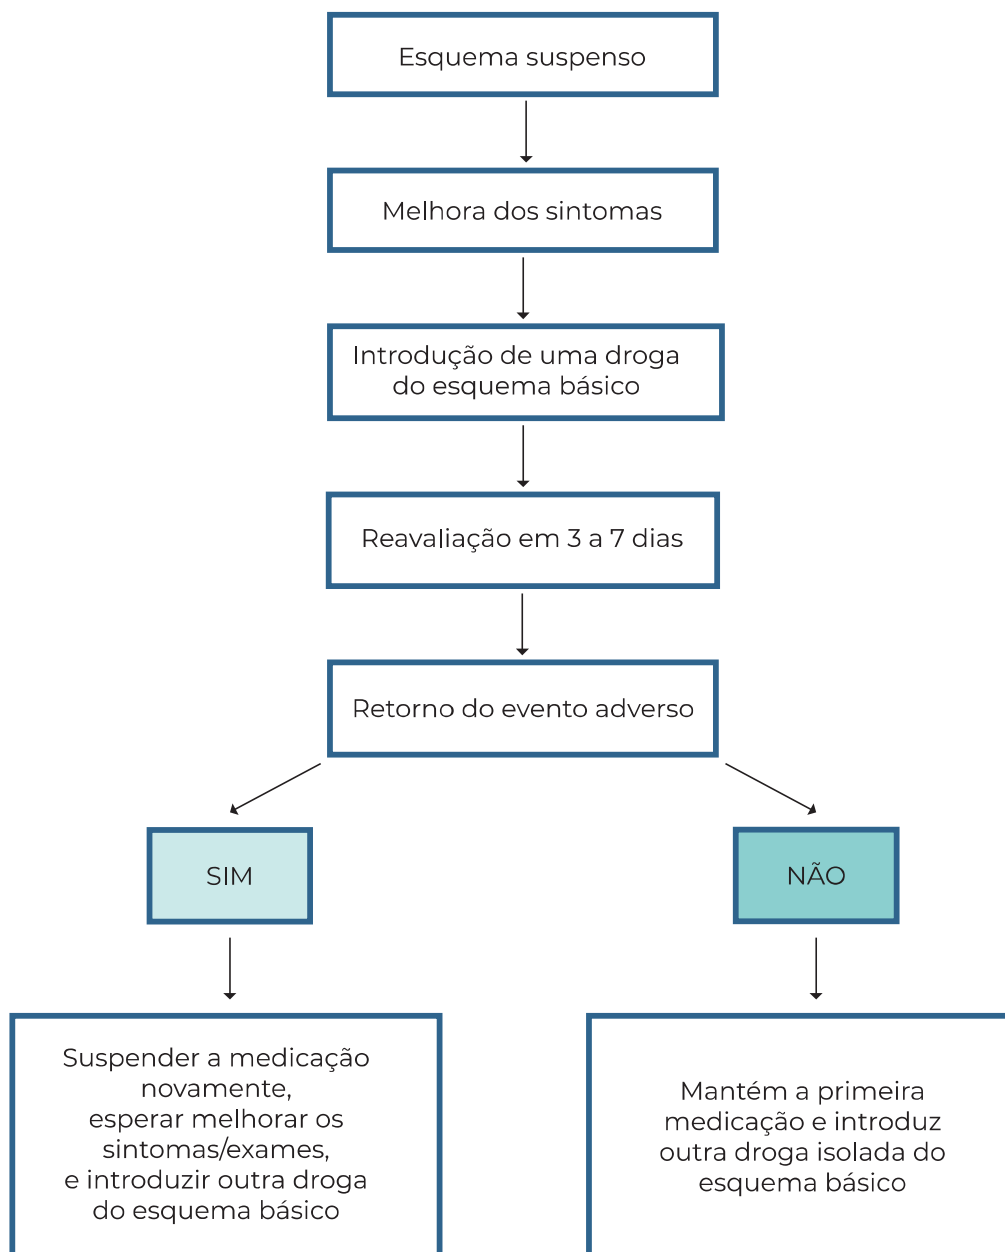 Esquema suspenso
Melhora dos sintomas
Introdução de uma droga
do esquema básico
Reavaliação em 3 a 7 dias
Retorno do evento adverso
SIM
NÃO
Suspender a medicação
novamente,
esperar melhorar os
sintomas/exames,
e introduzir outra droga
do esquema básico
Mantém a primeira
medicação e introduz
outra droga isolada do
esquema básico